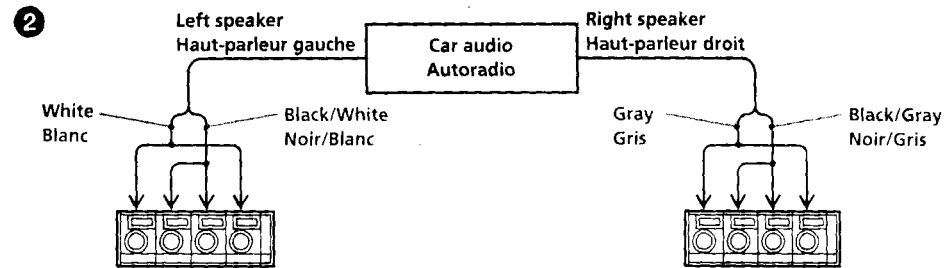 2
Left speaker
Haut-parleur gauche
Car audio
Autoradio
Right speaker
Haut-parleur droit
White
Blanc
Black/White
Noir/Blanc
Gray
Gris
Black/Gray
Noir/Gris